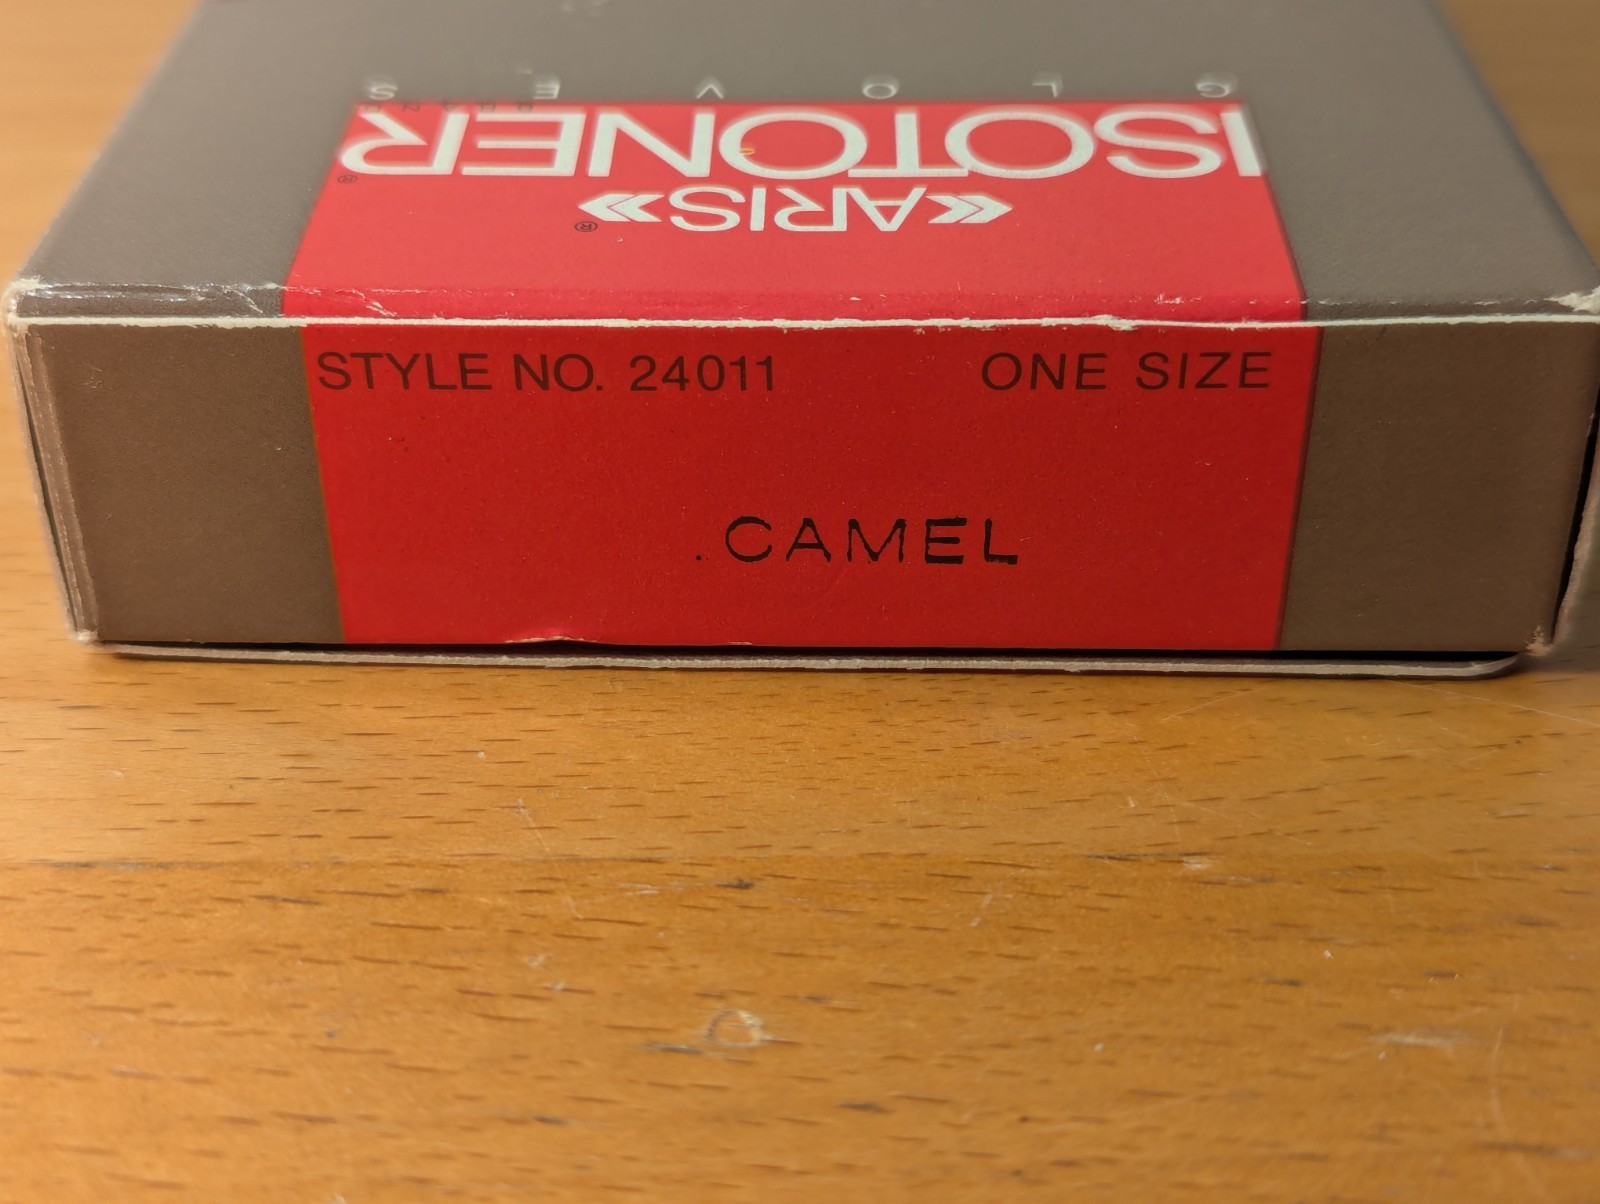 «ARIS»®
ISOTONER®
GLOVES
STYLE NO. 24011 ONE SIZE
.CAMEL